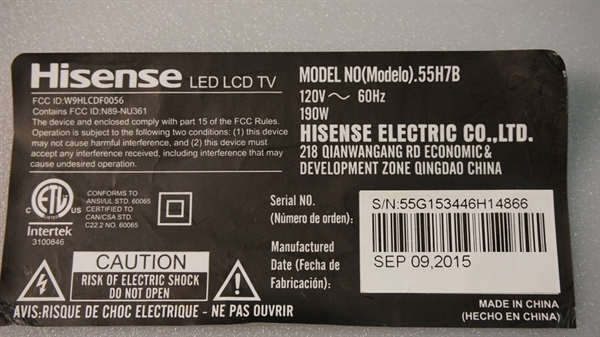 Hisense LED LCD TV
FCC ID:W9HLCDF0056
Contains FCC ID:N89-NU361
The device and enclosed comply with part 15 of the FCC Rules.
Operation is subject to the following two conditions: (1) this device
may not cause harmful interference, and (2) this device must
accept any interference received, including interference that may
cause undesired operation.
MODEL NO(Modelo).55H7B
120V～ 60Hz
190W
HISENSE ELECTRIC CO.,LTD.
218 QIANWANGANG RD ECONOMIC&
DEVELOPMENT ZONE QINGDAO CHINA
ETL
LISTED
Intertek
3100846
CONFORMS TO
ANSI/UL STD. 60065
CERTIFIED TO
CAN/CSA STD.
C22.2 NO. 60065
Serial NO.
(Número de orden):
S/N:55G153446H14866
Manufactured
Date (Fecha de
Fabricación):
SEP 09,2015
CAUTION
RISK OF ELECTRIC SHOCK
DO NOT OPEN
AVIS:RISQUE DE CHOC ELECTRIQUE - NE PAS OUVRIR
MADE IN CHINA
(HECHO EN CHINA)